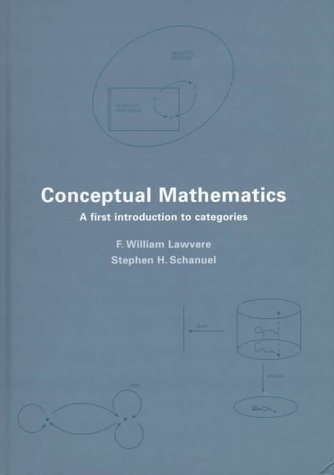 Conceptual Mathematics
A first introduction to categories
F. William Lawvere
Stephen H. Schanuel